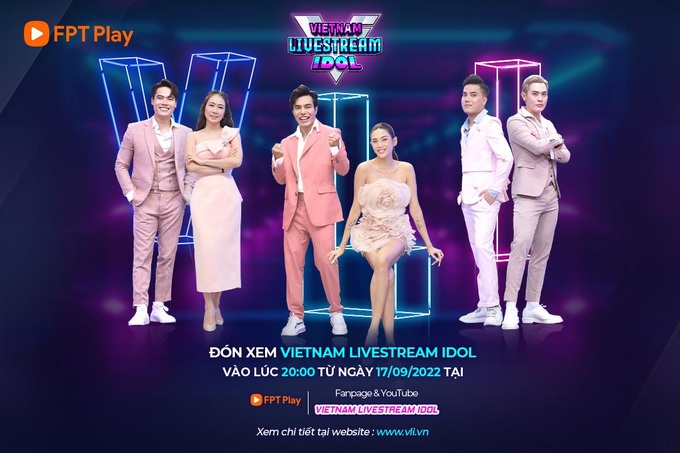 FPT Play
VIETNAM
LIVESTREAM
IDOL
ĐÓN XEM VIETNAM LIVESTREAM IDOL
VÀO LÚC 20:00 TỪ NGÀY 17/09/2022 TẠI
FPT Play
Fanpage & YouTube
VIETNAM LIVESTREAM IDOL
Xem chi tiết tại website : www.vli.vn